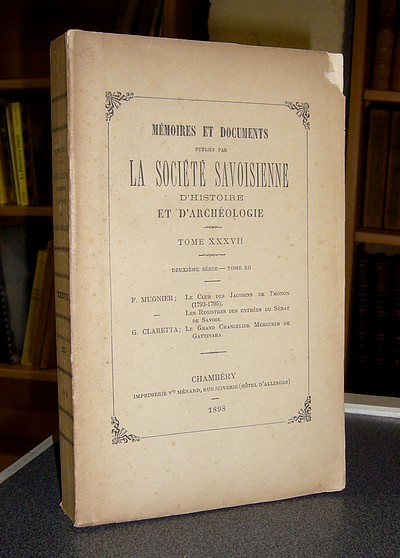 MÉMOIRES ET DOCUMENTS
PUBLIÉS PAR
LA SOCIÉTÉ SAVOISIENNE
D'HISTOIRE
ET D'ARCHÉOLOGIE
TOME XXXVII
DEUXIÈME SÉRIE — TOME XII
F. MUGNIER; LE CLUB DES JACOBINS DE THONON
(1793-1795).
— LES REGISTRES DES ENTRÉES DU SÉNAT
DE SAVOIE.
G. CLARETTA; LE GRAND CHANCELIER MERCURIN DE
GATTINARA.
CHAMBÉRY
IMPRIMERIE Vve MÉNARD, RUE JUIVERIE (HÔTEL D'ALLINGES)
1898